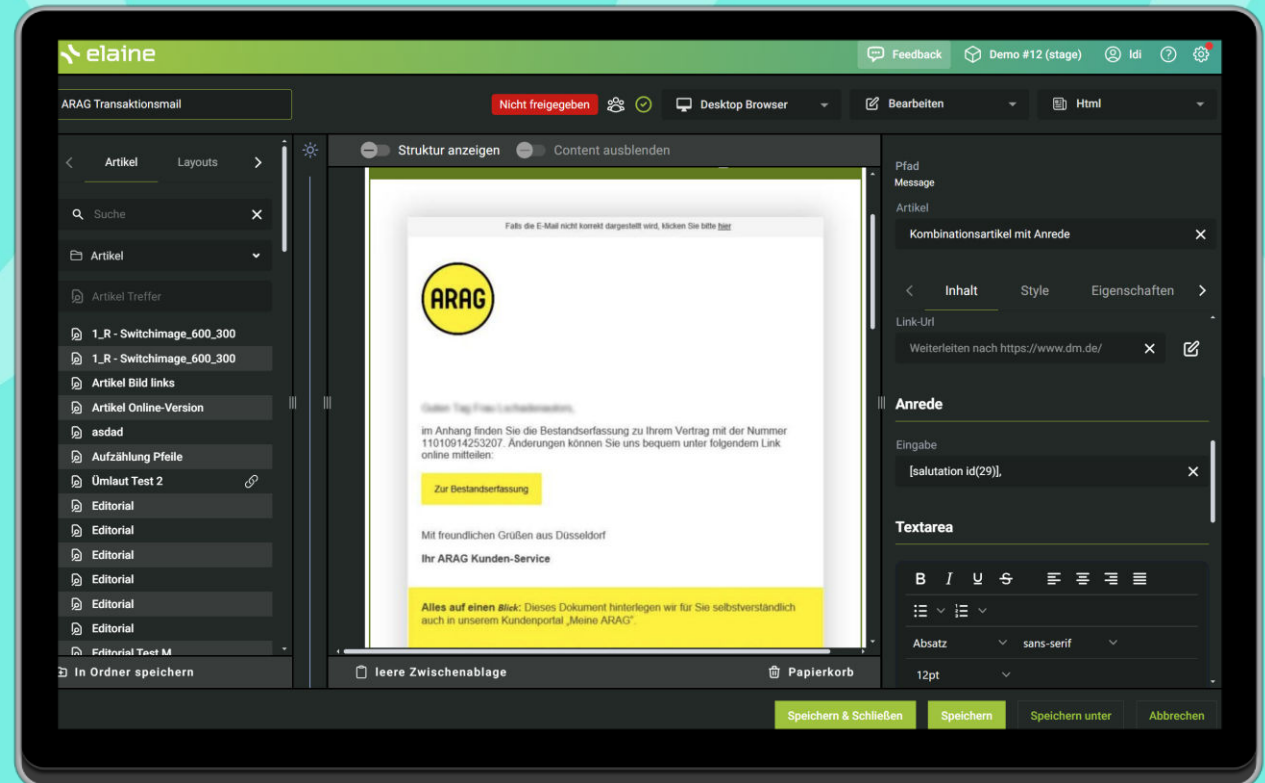 elaine
Feedback
Demo #12 (stage)
Idi
ARAG Transaktionsmail
Nicht freigegeben
Desktop Browser
Bearbeiten
Html
Artikel
Layouts
Suche
Artikel
Artikel Treffer
1_R - Switchimage_600_300
1_R - Switchimage_600_300
Artikel Bild links
Artikel Online-Version
asdad
Aufzählung Pfeile
Ümlaut Test 2
Editorial
Editorial
Editorial
Editorial
Editorial
Editorial
Editorial Test M
In Ordner speichern
Struktur anzeigen
Content ausblenden
Falls die E-Mail nicht korrekt dargestellt wird, klicken Sie bitte hier
ARAG
im Anhang finden Sie die Bestandserfassung zu Ihrem Vertrag mit der Nummer
11010914253207. Änderungen können Sie uns bequem unter folgendem Link
online mitteilen:
Zur Bestandserfassung
Mit freundlichen Grüßen aus Düsseldorf
Ihr ARAG Kunden-Service
Alles auf einen Blick: Dieses Dokument hinterlegen wir für Sie selbstverständlich
auch in unserem Kundenportal „Meine ARAG".
leere Zwischenablage
Papierkorb
Pfad
Message
Artikel
Kombinationsartikel mit Anrede
Inhalt
Style
Eigenschaften
Link-Url
Weiterleiten nach https://www.dm.de/
Anrede
Eingabe
[salutation id(29)],
Textarea
B I U S
Absatz
sans-serif
12pt
Speichern & Schließen
Speichern
Speichern unter
Abbrechen